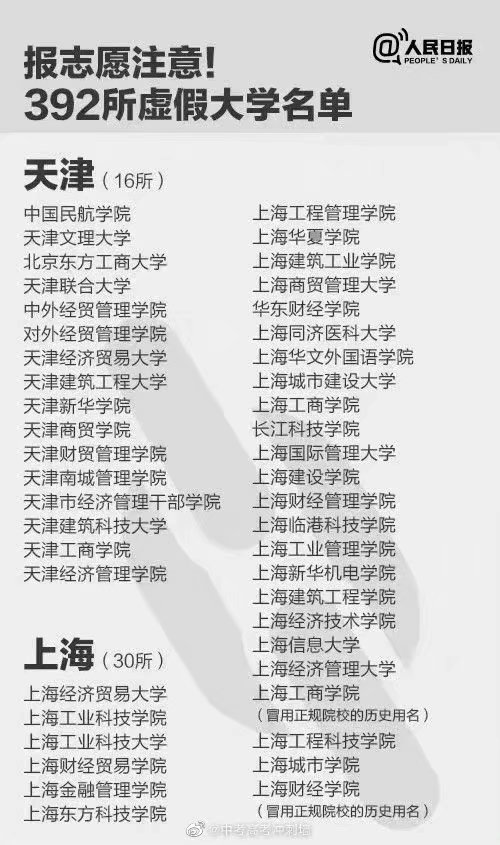 @人民日报
PEOPLE'S DAILY
报志愿注意！
392所虚假大学名单
天津（16所）
中国民航学院
天津文理大学
北京东方工商大学
天津联合大学
中外经贸管理学院
对外经贸管理学院
天津经济贸易大学
天津建筑工程大学
天津新华学院
天津商贸学院
天津财贸管理学院
天津南城管理学院
天津市经济管理干部学院
天津建筑科技大学
天津工商学院
天津经济管理学院
上海（30所）
上海经济贸易大学
上海工业科技学院
上海工业科技大学
上海财经贸易学院
上海金融管理学院
上海东方科技学院
上海工程管理学院
上海华夏学院
上海建筑工业学院
上海商贸管理大学
华东财经学院
上海同济医科大学
上海华文外国语学院
上海城市建设大学
上海工商学院
长江科技学院
上海国际管理大学
上海建设学院
上海财经管理学院
上海临港科技学院
上海工业管理学院
上海新华机电学院
上海建筑工程学院
上海经济技术学院
上海信息大学
上海经济管理大学
上海工商学院
（冒用正规院校的历史用名）
上海工程科技学院
上海城市学院
上海财经学院
（冒用正规院校的历史用名）
@中考高考冲刺墙